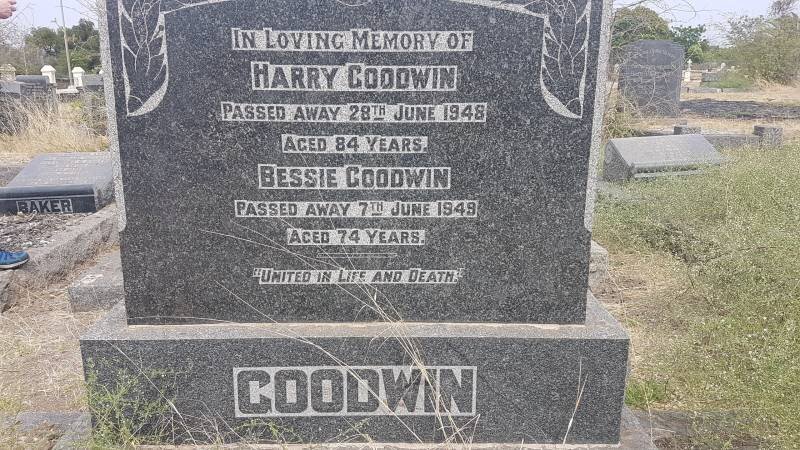 IN LOVING MEMORY OF
HARRY GOODWIN
PASSED AWAY 28TH JUNE 1948
AGED 84 YEARS.
BESSIE GOODWIN
PASSED AWAY 7TH JUNE 1949
AGED 74 YEARS.
"UNITED IN LIFE AND DEATH."
GOODWIN
BAKER